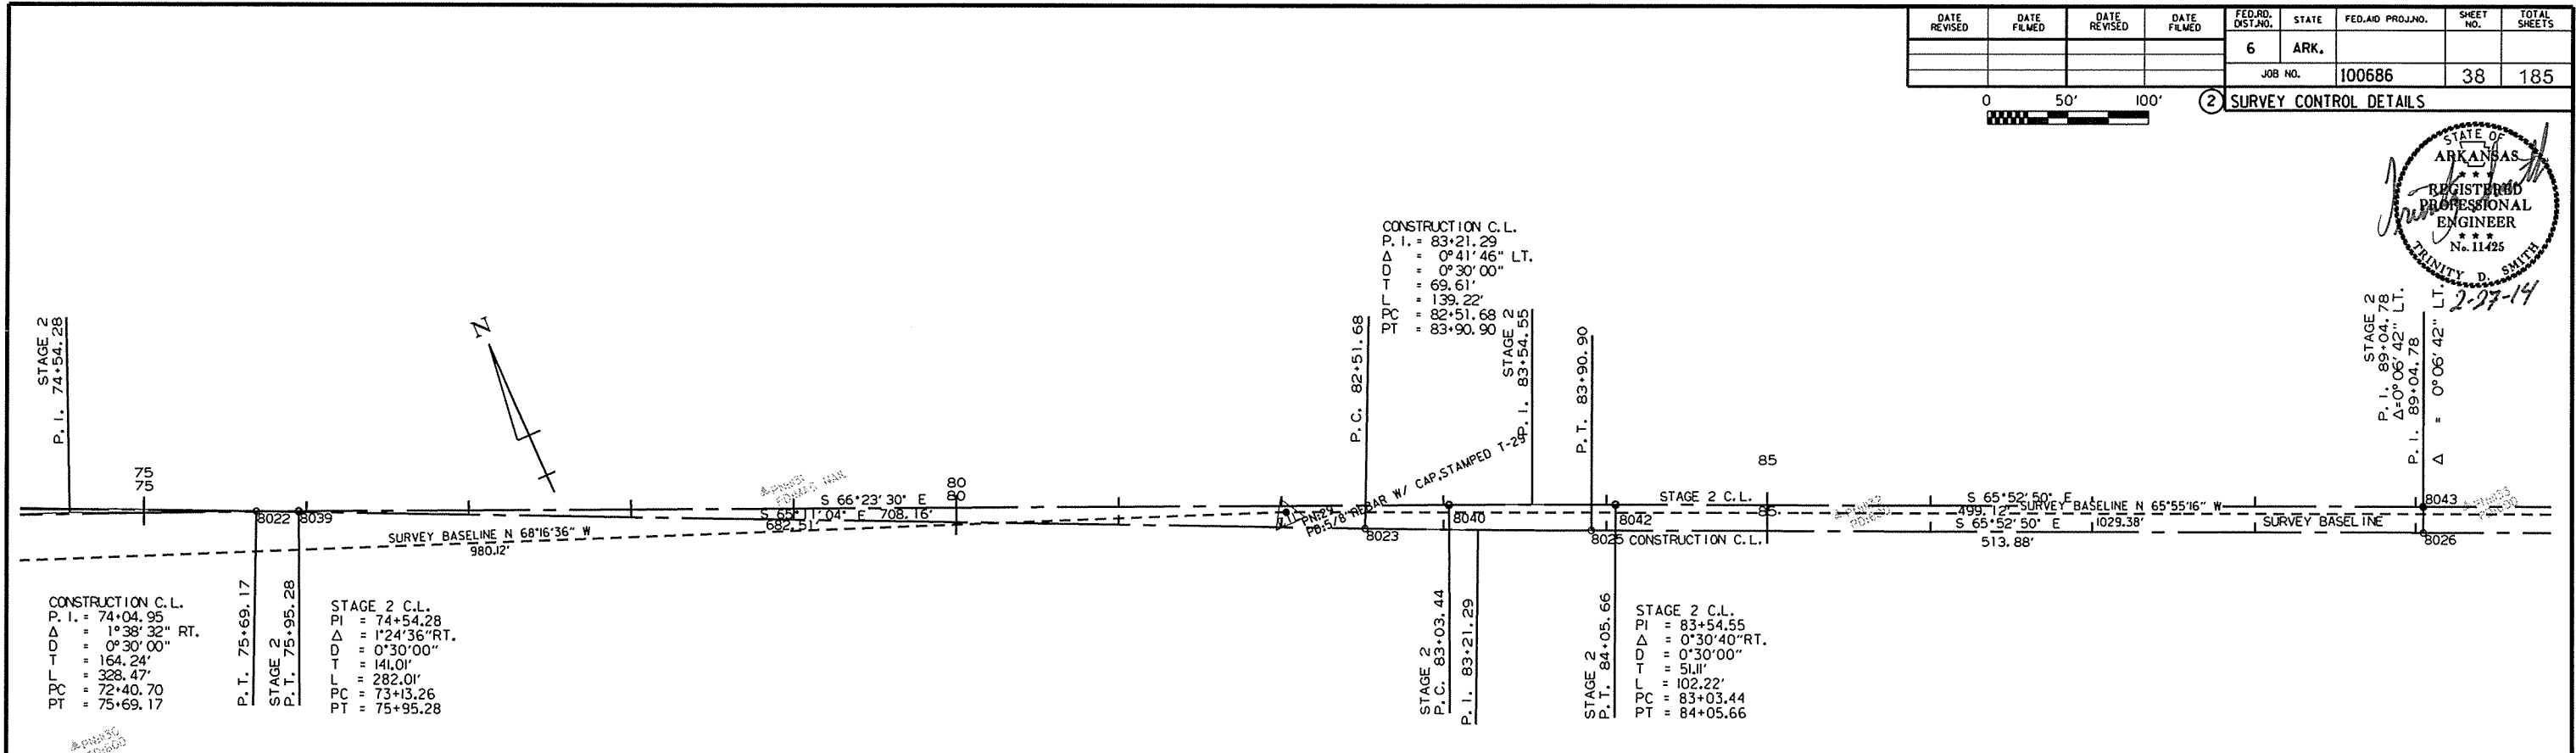 DATE REVISED
DATE FILMED
DATE REVISED
DATE FILMED
FED.RD. DIST.NO.
STATE
FED.AID PROJ.NO.
SHEET NO.
TOTAL SHEETS
6
ARK.
JOB NO.
100686
38
185
2
SURVEY CONTROL DETAILS
0 50' 100'
STATE OF
ARKANSAS
★ ★ ★
REGISTERED
PROFESSIONAL
ENGINEER
★ ★ ★
No. 11425
TRINITY D. SMITH
2-27-14
CONSTRUCTION C.L.
P.I. = 83+21.29
Δ = 0°41'46" LT.
D = 0°30'00"
T = 69.61'
L = 139.22'
PC = 82+51.68
PT = 83+90.90
STAGE 2
P.I. 74+54.28
N
P.C. 82+51.68
STAGE 2
P.I. 83+54.55
P.T. 83+90.90
STAGE 2
P.I. 89+04.78
Δ=0°06'42" LT.
P.I. 89+04.78
Δ = 0°06'42" LT.
75
75
80
80
85
85
8022
8039
S 66°23'30" E
708.16'
S 65°11'04" E
682.51'
SURVEY BASELINE N 68°16'36" W
980.12'
PN:29
PD:5/8" REBAR W/ CAP,STAMPED T-29
8023
8040
8025
8042
STAGE 2 C.L.
CONSTRUCTION C.L.
S 65°52'50" E
499.12'
SURVEY BASELINE N 65°55'16" W
1029.38'
S 65°52'50" E
513.88'
SURVEY BASELINE
8043
8026
CONSTRUCTION C.L.
P.I. = 74+04.95
Δ = 1°38'32" RT.
D = 0°30'00"
T = 164.24'
L = 328.47'
PC = 72+40.70
PT = 75+69.17
P.T. 75+69.17
STAGE 2
P.T. 75+95.28
STAGE 2 C.L.
PI = 74+54.28
Δ = 1°24'36"RT.
D = 0°30'00"
T = 141.01'
L = 282.01'
PC = 73+13.26
PT = 75+95.28
STAGE 2
P.C. 83+03.44
P.I. 83+21.29
STAGE 2
P.T. 84+05.66
STAGE 2 C.L.
PI = 83+54.55
Δ = 0°30'40"RT.
D = 0°30'00"
T = 51.11'
L = 102.22'
PC = 83+03.44
PT = 84+05.66